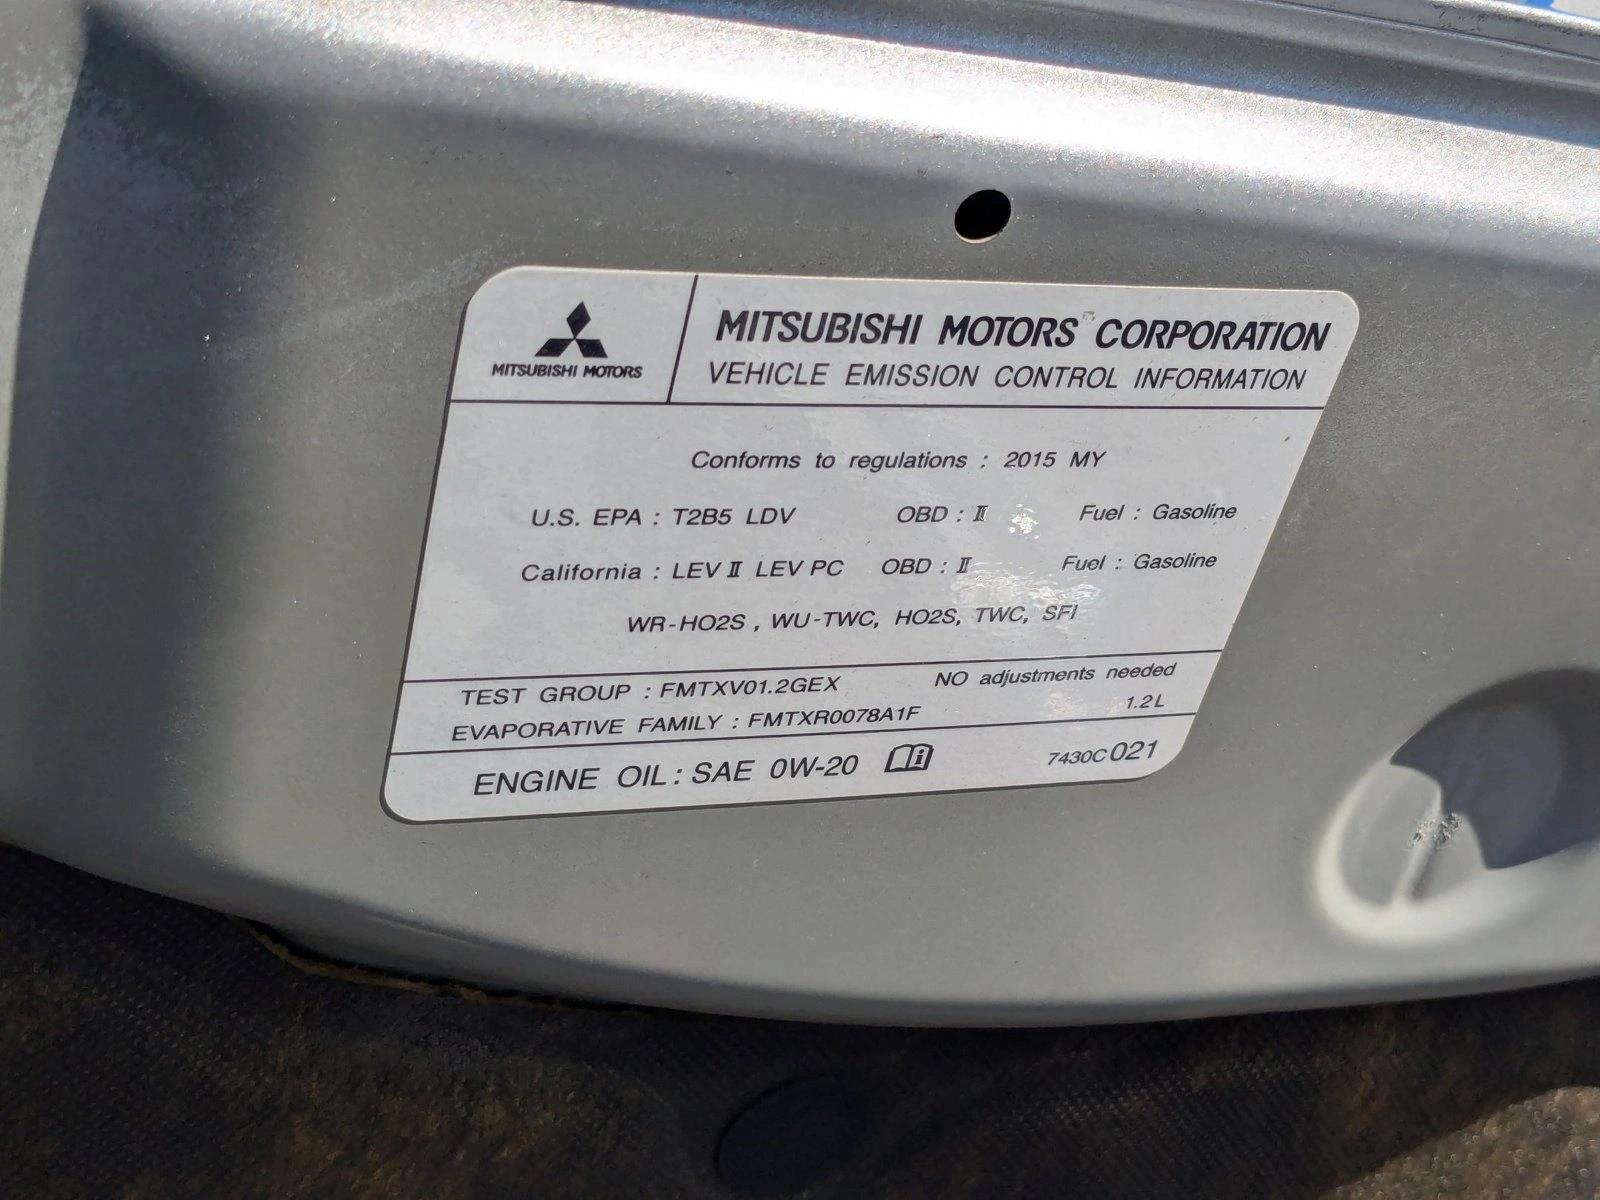 MITSUBISHI MOTORS
MITSUBISHI MOTORS CORPORATION
VEHICLE EMISSION CONTROL INFORMATION
Conforms to regulations : 2015 MY
U.S. EPA : T2B5 LDV OBD : II Fuel : Gasoline
California : LEV II LEV PC OBD : II Fuel : Gasoline
WR-HO2S , WU-TWC, HO2S, TWC, SFI
TEST GROUP : FMTXV01.2GEX NO adjustments needed
EVAPORATIVE FAMILY : FMTXR0078A1F 1.2L
ENGINE OIL : SAE 0W-20 7430C021